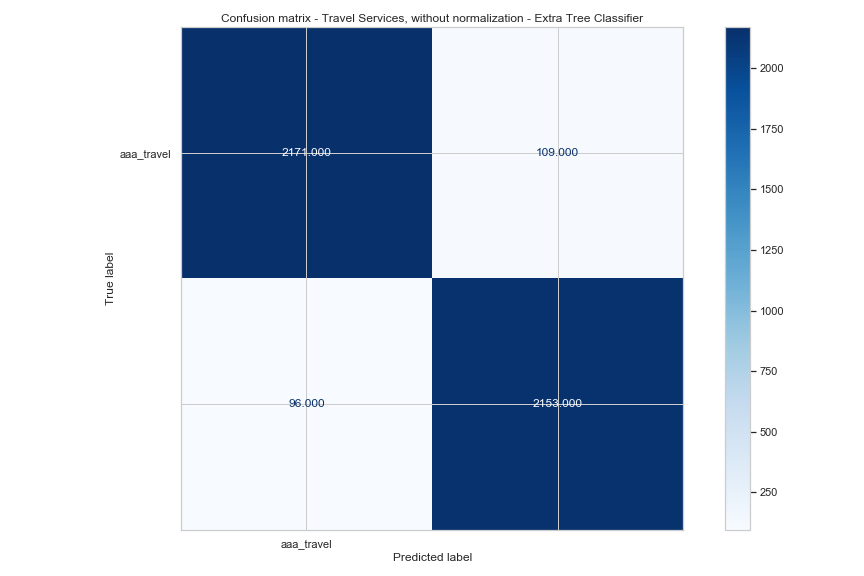 Confusion matrix - Travel Services, without normalization - Extra Tree Classifier
aaa_travel
2171.000
109.000
96.000
2153.000
True label
aaa_travel
Predicted label
2000
1750
1500
1250
1000
750
500
250